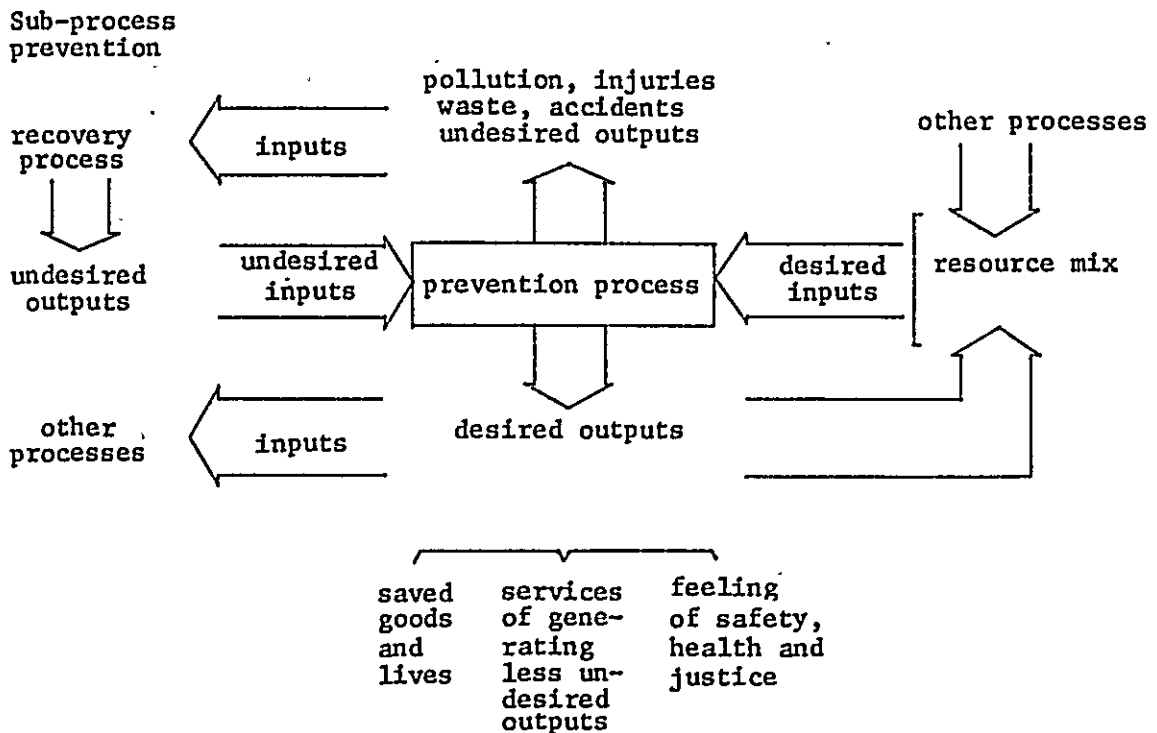 Sub-process
prevention
pollution, injuries
waste, accidents
undesired outputs
other processes
recovery
process
inputs
undesired
outputs
undesired
inputs
prevention process
desired
inputs
resource mix
other
processes
inputs
desired outputs
saved
goods
and
lives
services
of gene-
rating
less un-
desired
outputs
feeling
of safety,
health and
justice